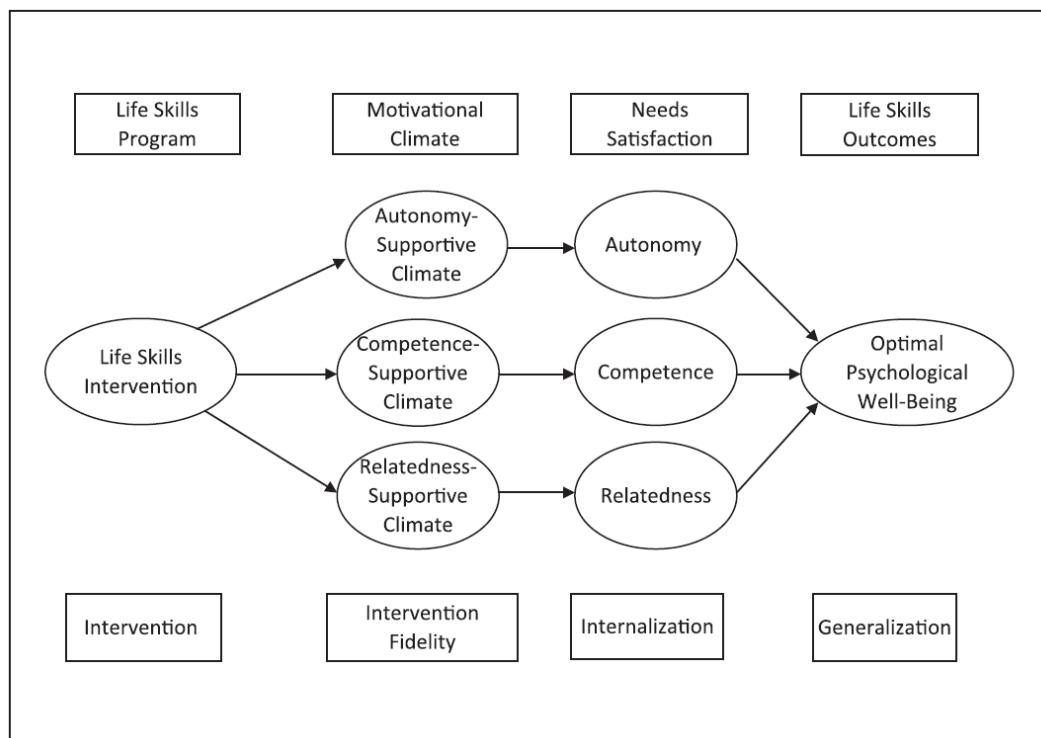 Life Skills
Program
Motivational
Climate
Needs
Satisfaction
Life Skills
Outcomes
Autonomy-
Supportive
Climate
Autonomy
Life Skills
Intervention
Competence-
Supportive
Climate
Competence
Optimal
Psychological
Well-Being
Relatedness-
Supportive
Climate
Relatedness
Intervention
Intervention
Fidelity
Internalization
Generalization